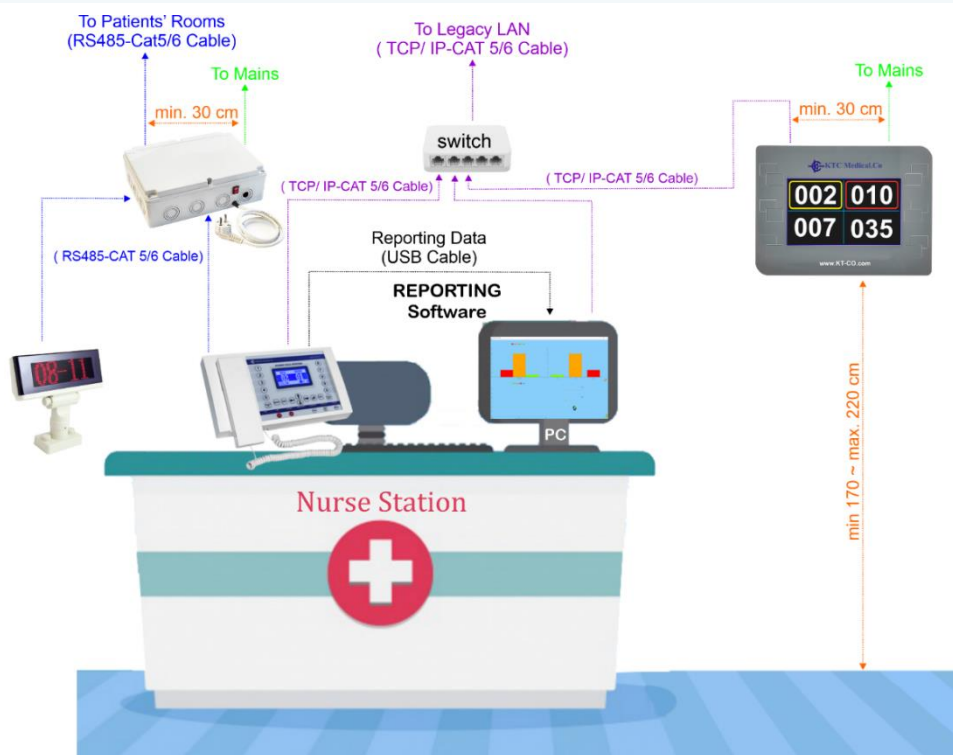 To Patients' Rooms
(RS485-Cat5/6 Cable)
To Mains
min. 30 cm
To Legacy LAN
( TCP/ IP-CAT 5/6 Cable)
switch
To Mains
min. 30 cm
( TCP/ IP-CAT 5/6 Cable)
( TCP/ IP-CAT 5/6 Cable)
KTC Medical.Co
002 010
007 035
www.KT-CO.com
( RS485-CAT 5/6 Cable)
Reporting Data
(USB Cable)
REPORTING
Software
08-11
PC
min 170 ~ max. 220 cm
Nurse Station